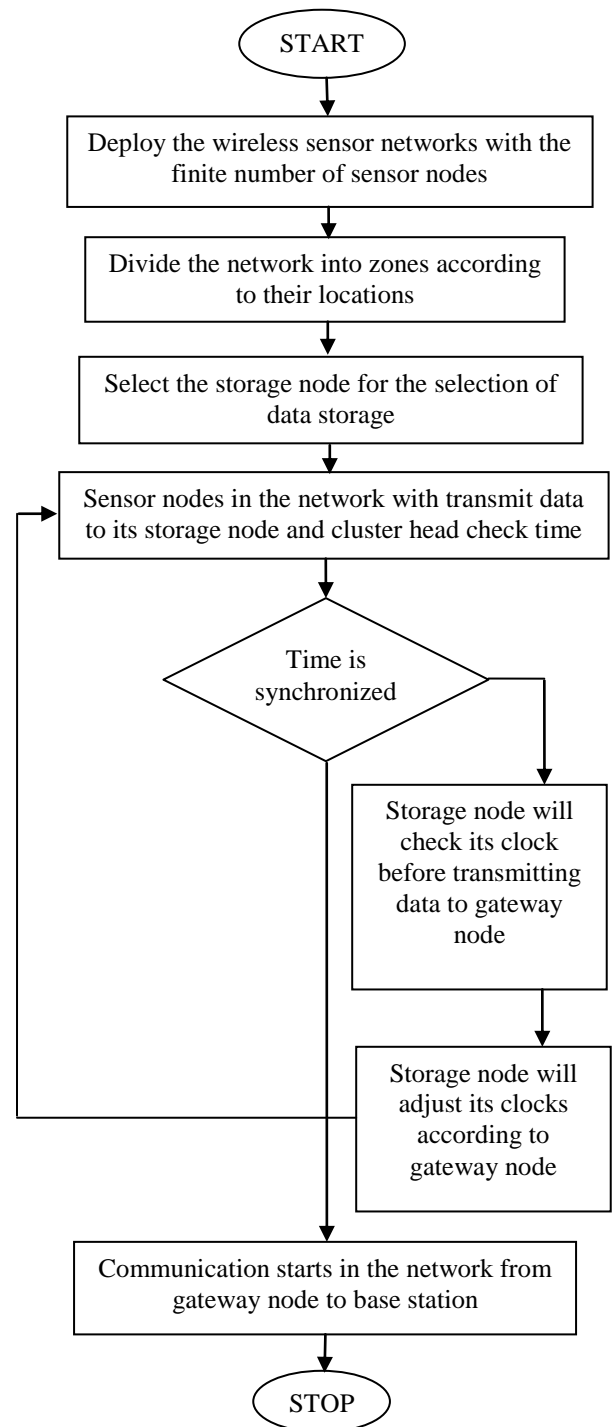 START
Deploy the wireless sensor networks with the
finite number of sensor nodes
Divide the network into zones according
to their locations
Select the storage node for the selection of
data storage
Sensor nodes in the network with transmit data
to its storage node and cluster head check time
Time is
synchronized
Storage node will
check its clock
before transmitting
data to gateway
node
Storage node will
adjust its clocks
according to
gateway node
Communication starts in the network from
gateway node to base station
STOP